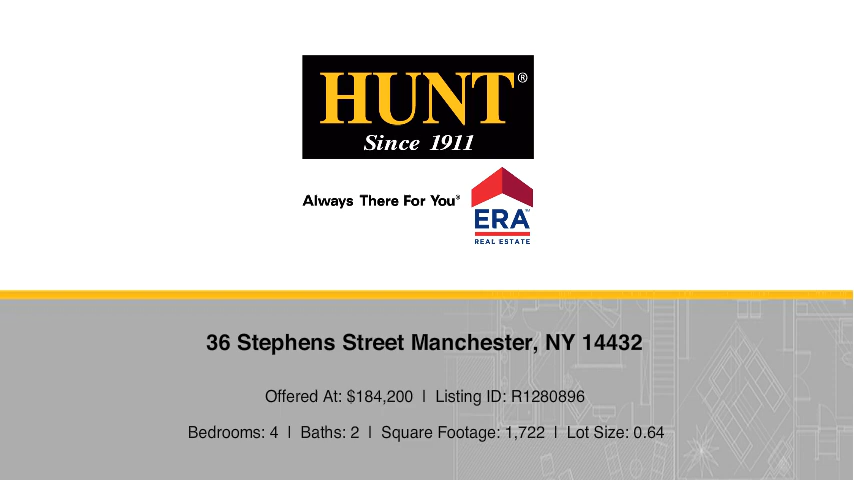 HUNT®
Since 1911
Always There For You®
ERA™
REAL ESTATE
36 Stephens Street Manchester, NY 14432
Offered At: $184,200 | Listing ID: R1280896
Bedrooms: 4 | Baths: 2 | Square Footage: 1,722 | Lot Size: 0.64